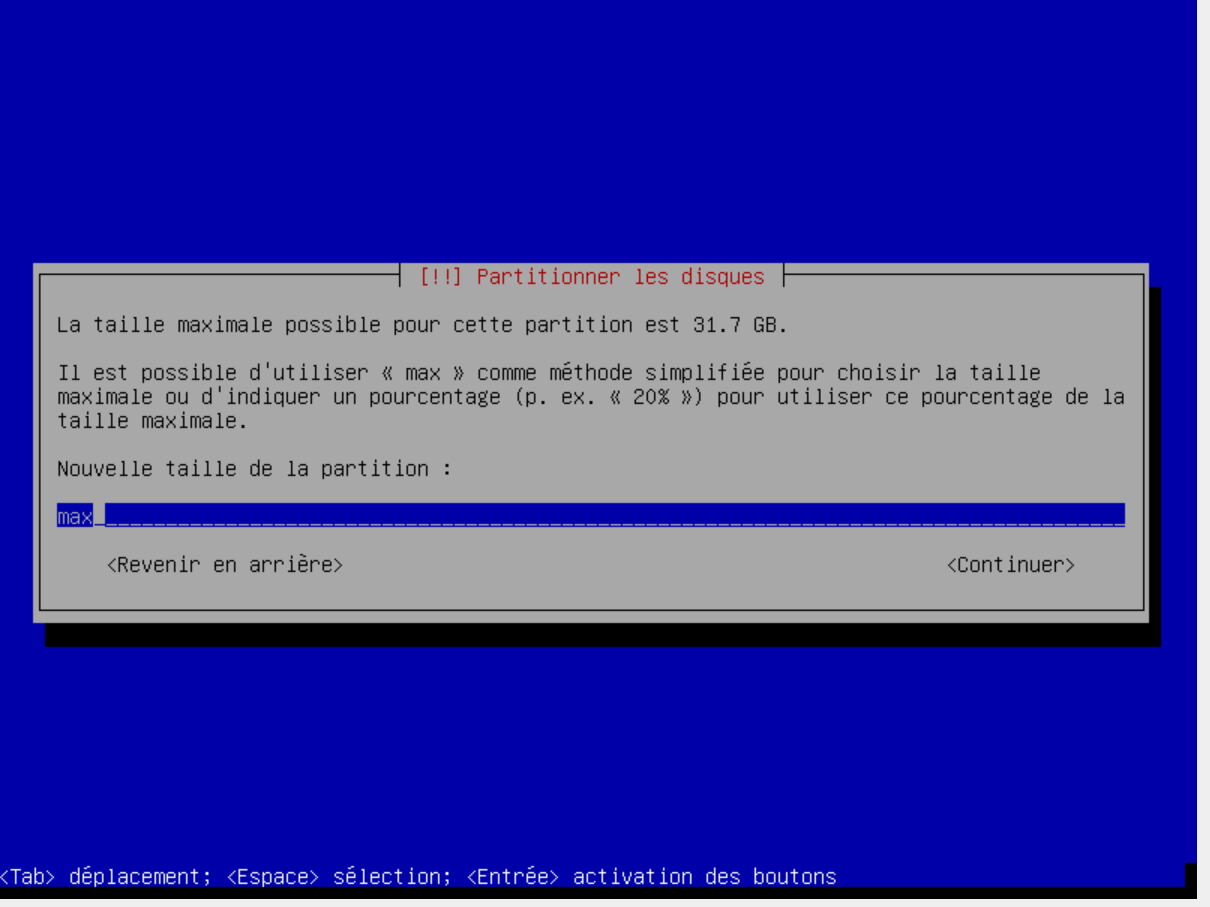 [!!] Partitionner les disques
La taille maximale possible pour cette partition est 31.7 GB.
Il est possible d'utiliser « max » comme méthode simplifiée pour choisir la taille
maximale ou d'indiquer un pourcentage (p. ex. « 20% ») pour utiliser ce pourcentage de la
taille maximale.
Nouvelle taille de la partition :
max
<Revenir en arrière> <Continuer>
<Tab> déplacement; <Espace> sélection; <Entrée> activation des boutons